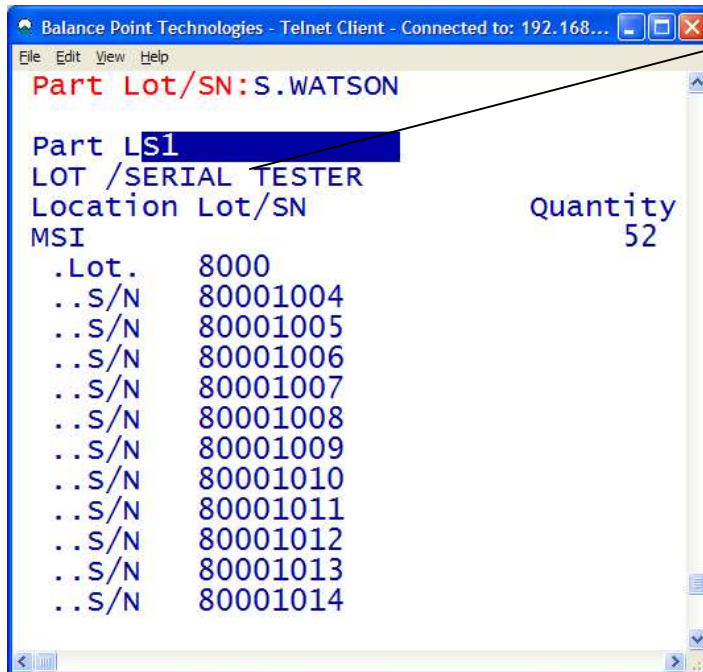 Balance Point Technologies - Telnet Client - Connected to: 192.168...
File Edit View Help
Part Lot/SN:S.WATSON
Part LS1
LOT /SERIAL TESTER
Location Lot/SN Quantity
MSI 52
.Lot. 8000
..S/N 80001004
..S/N 80001005
..S/N 80001006
..S/N 80001007
..S/N 80001008
..S/N 80001009
..S/N 80001010
..S/N 80001011
..S/N 80001012
..S/N 80001013
..S/N 80001014